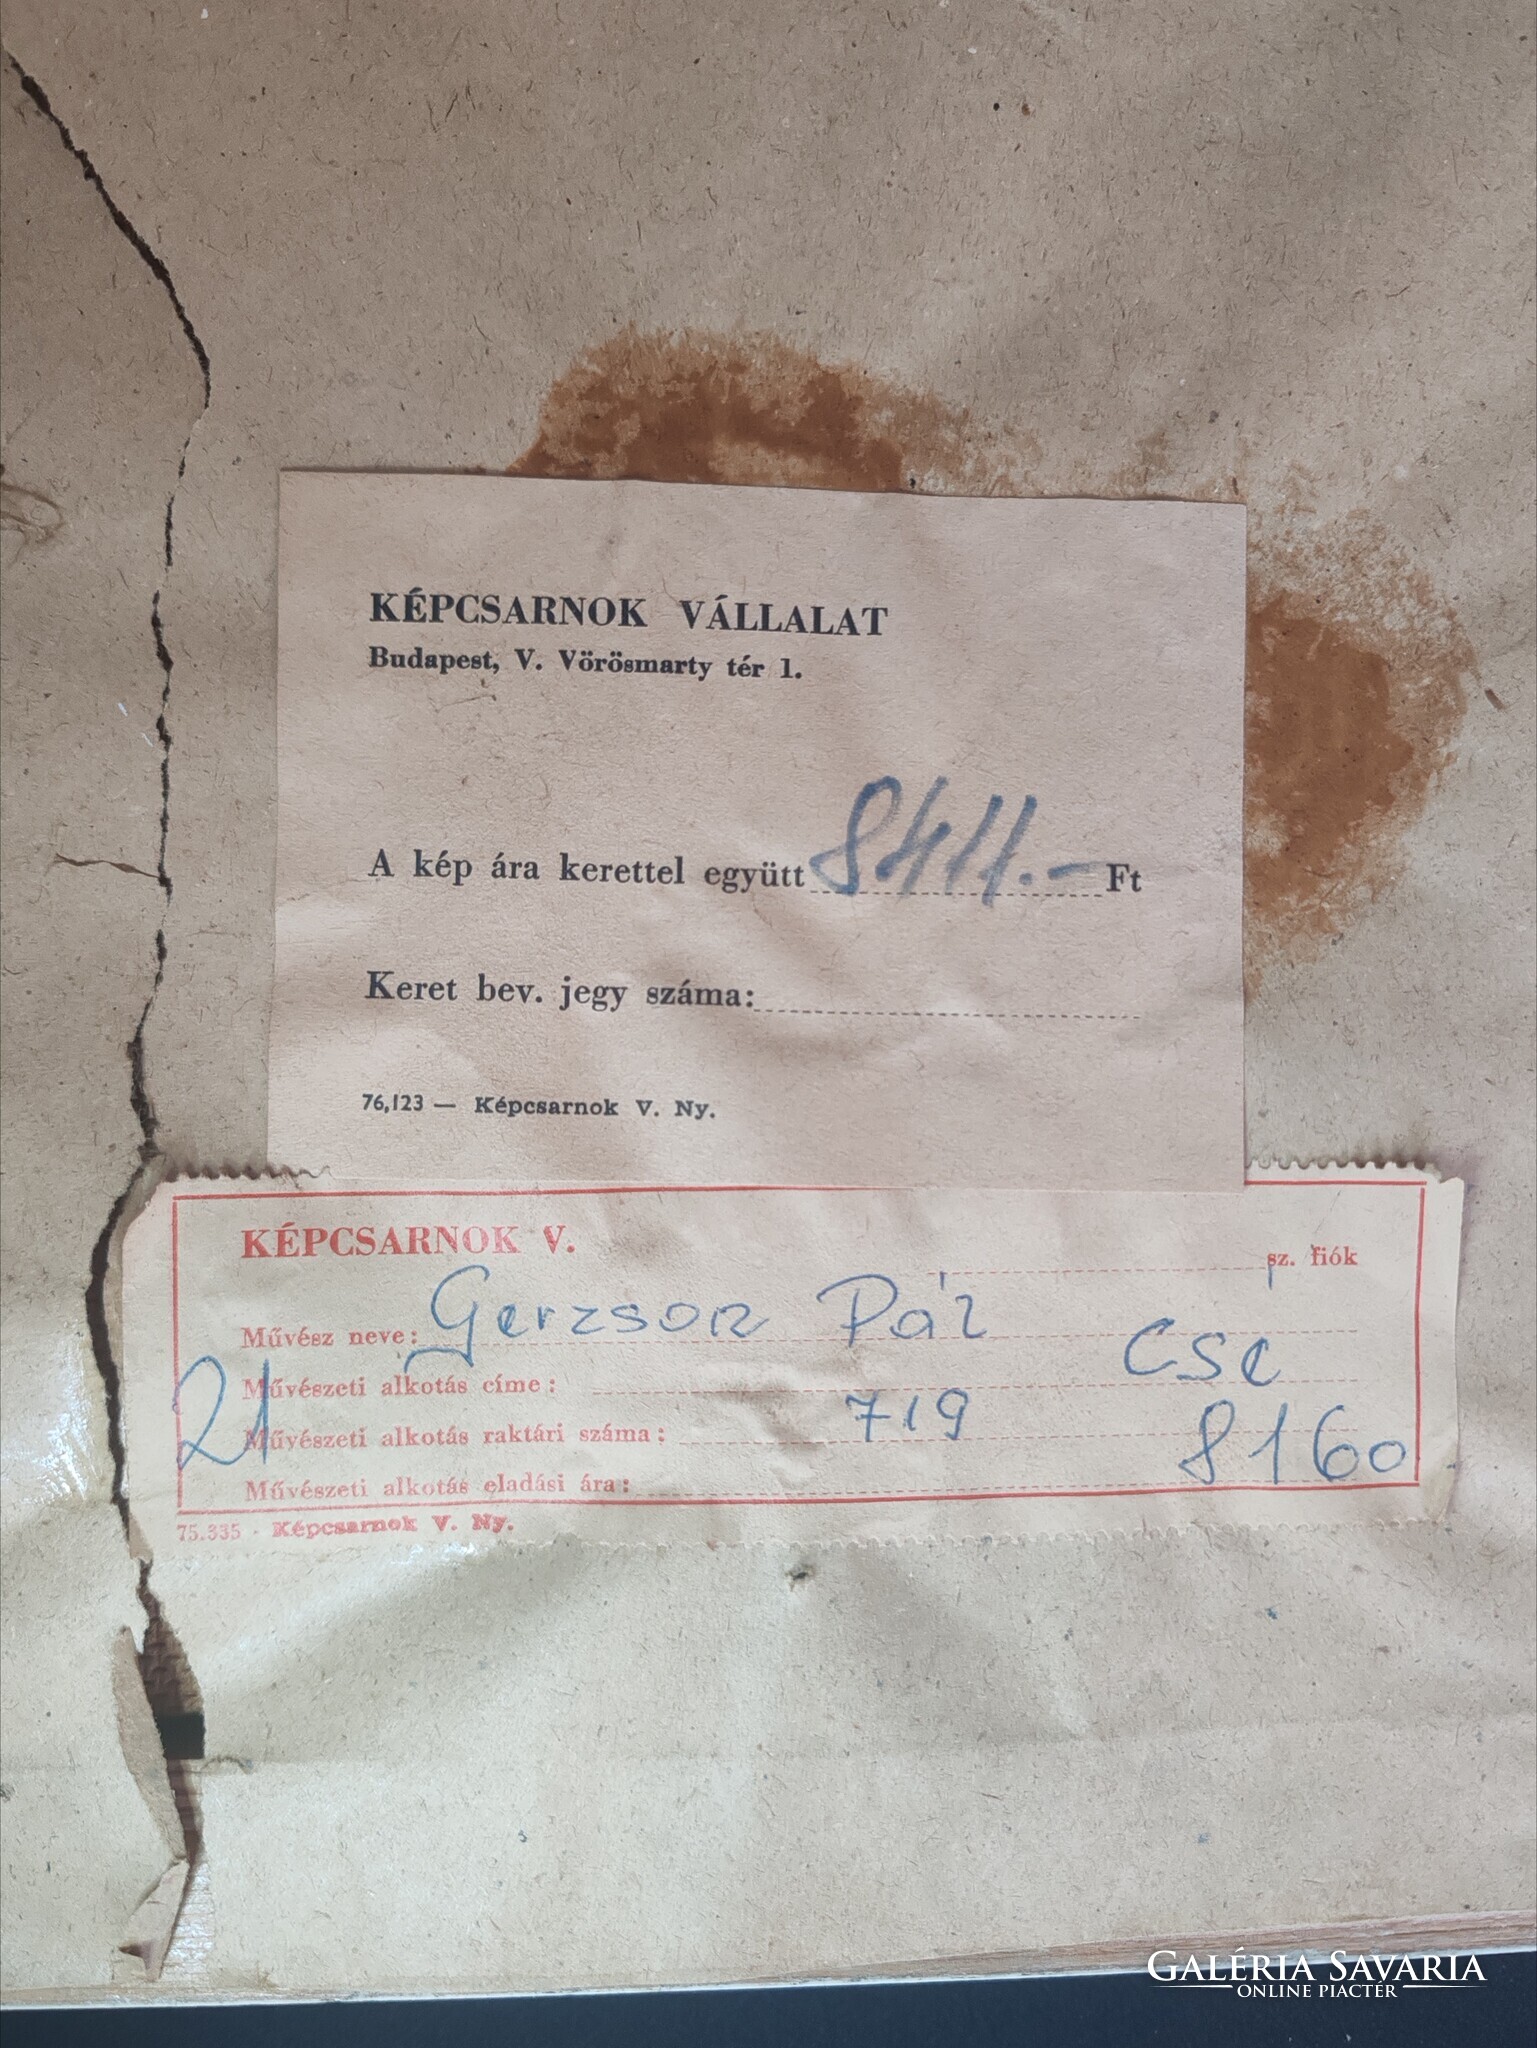 KÉPCSARNOK VÁLLALAT
Budapest, V. Vörösmarty tér 1.
A kép ára kerettel együtt 8411.- Ft
Keret bev. jegy száma:
76,123 — Képcsarnok V. Ny.
KÉPCSARNOK V.
sz. fiók
Művész neve: Gerzson Pál
Csé
Művészeti alkotás címe:
21
Művészeti alkotás raktári száma: 719
Művészeti alkotás eladási ára: 8160.
75.335 · Képcsarnok V. Ny.
GALÉRIA SAVARIA
ONLINE PIACTÉR